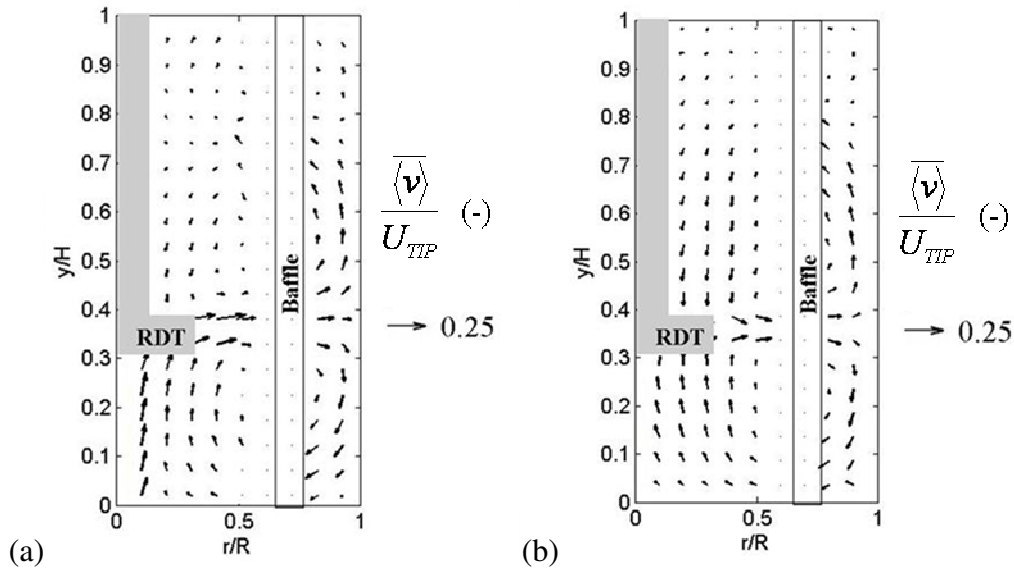 1
0.9
0.8
0.7
0.6
0.5
0.4
0.3
0.2
0.1
0
y/H
RDT
Baffle
0
0.5
1
r/R
⟨v⟩
U_TIP
(-)
0.25
(a)
1
0.9
0.8
0.7
0.6
0.5
0.4
0.3
0.2
0.1
0
y/H
RDT
Baffle
0
0.5
1
r/R
⟨v⟩
U_TIP
(-)
0.25
(b)